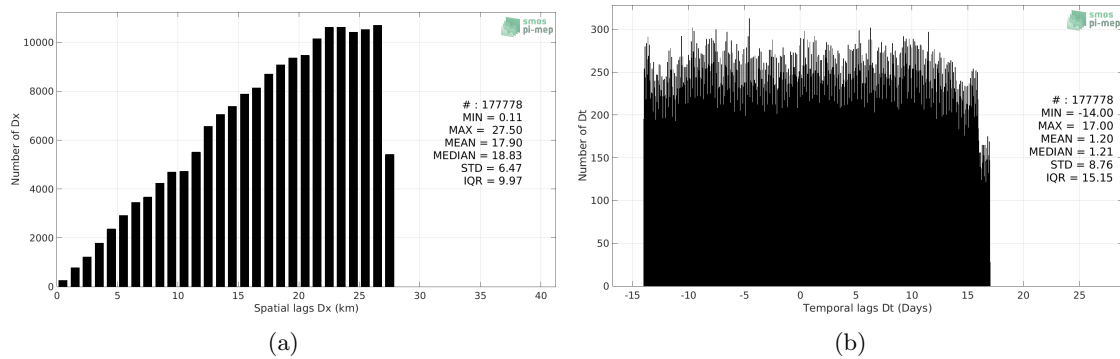 smos
pi-mep
Number of Dx
10000
8000
6000
4000
2000
0
# : 177778
MIN = 0.11
MAX = 27.50
MEAN = 17.90
MEDIAN = 18.83
STD = 6.47
IQR = 9.97
0 5 10 15 20 25 30 35 40
Spatial lags Dx (km)
(a)
smos
pi-mep
Number of Dt
300
250
200
150
100
50
0
# : 177778
MIN = -14.00
MAX = 17.00
MEAN = 1.20
MEDIAN = 1.21
STD = 8.76
IQR = 15.15
-15 -10 -5 0 5 10 15 20 25
Temporal lags Dt (Days)
(b)